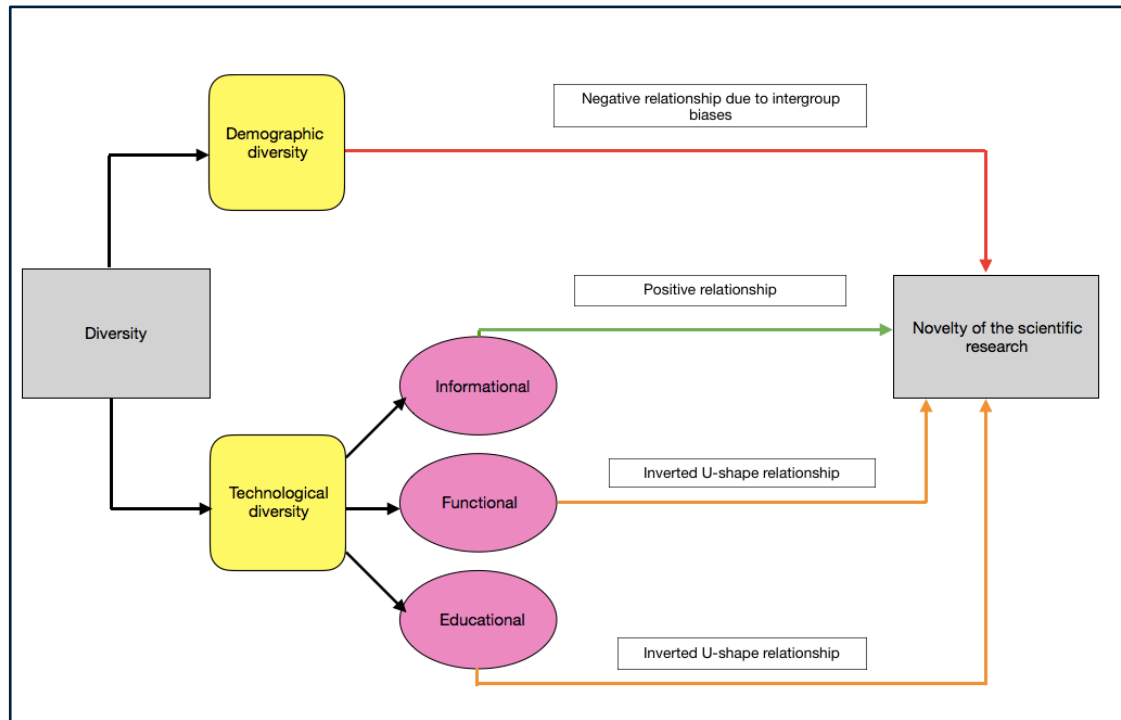 Negative relationship due to intergroup
biases
Demographic
diversity
Positive relationship
Diversity
Novelty of the scientific
research
Informational
Inverted U-shape relationship
Technological
diversity
Functional
Educational
Inverted U-shape relationship